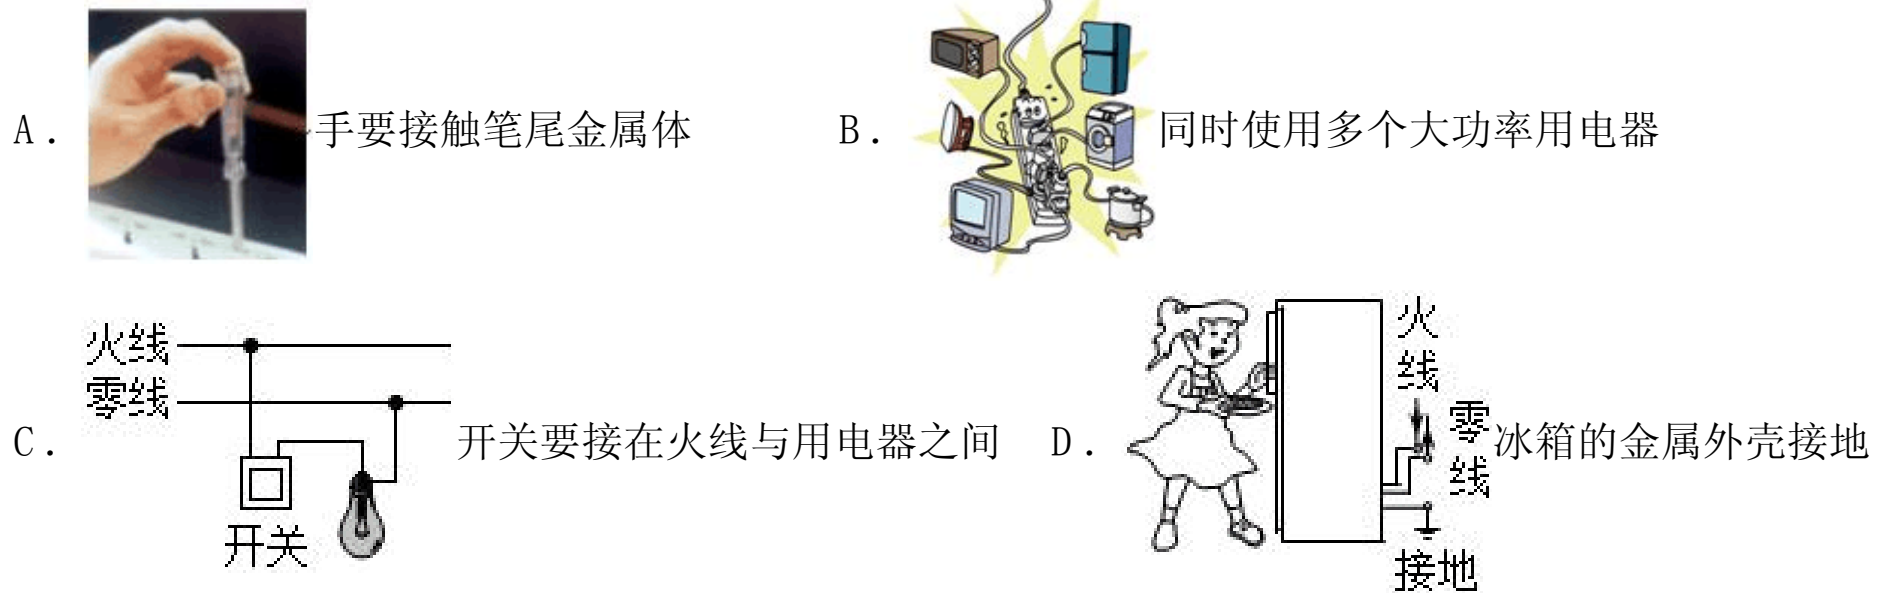 A. 手要接触笔尾金属体
B. 同时使用多个大功率用电器
C. 火线 零线 开关 开关要接在火线与用电器之间
D. 火线 零线 接地 冰箱的金属外壳接地